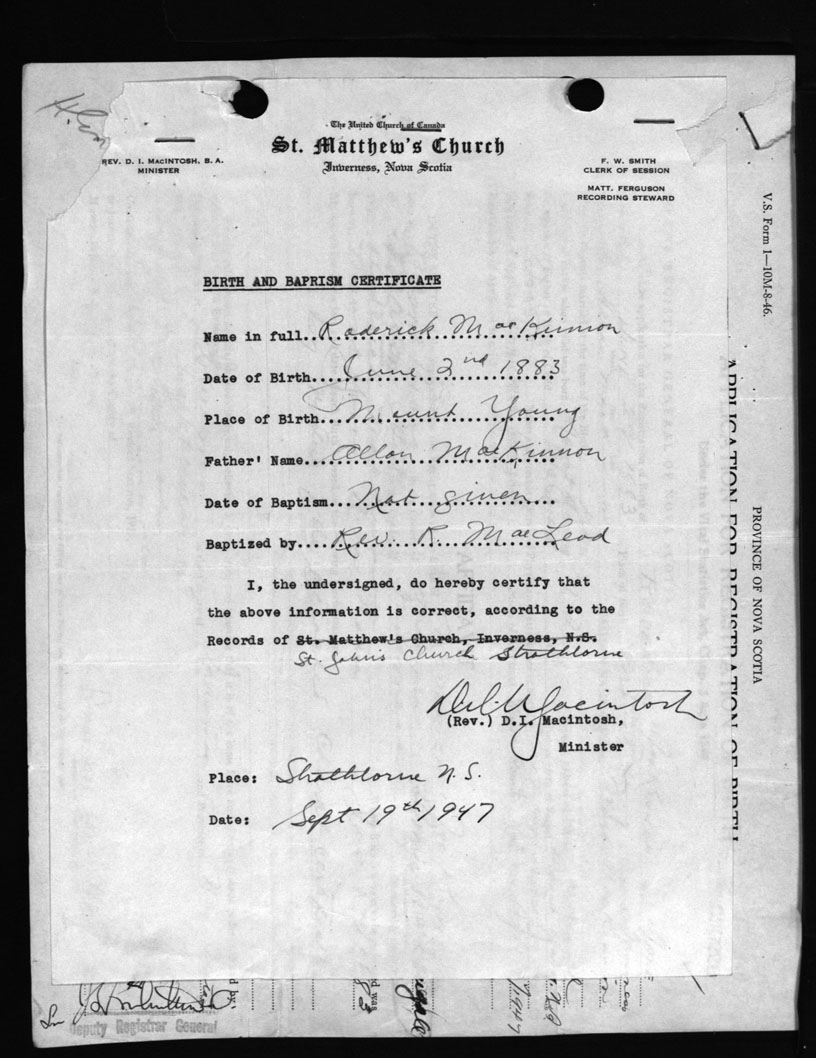 The United Church of Canada
St. Matthew's Church
Inverness, Nova Scotia
REV. D. I. MACINTOSH, B. A.
MINISTER
F. W. SMITH
CLERK OF SESSION
MATT. FERGUSON
RECORDING STEWARD
BIRTH AND BAPRISM CERTIFICATE
Name in full..Roderick MacKinnon
Date of Birth....June 2nd 1883
Place of Birth...Mount Young
Father' Name....Allan MacKinnon
Date of Baptism...Not given...
Baptized by....Rev. R. MacLeod
I, the undersigned, do hereby certify that
the above information is correct, according to the
Records of St. Matthew's Church, Inverness, N.S.
St. John's Church Strathlorne
D. I. Macintosh
(Rev.) D.I. Macintosh,
Minister
Place: Strathlorne N.S.
Date: Sept 19th 1947
V.S. Form 1—10M-8-46.
PROVINCE OF NOVA SCOTIA
APPLICATION FOR REGISTRATION OF BIRTH
Deputy Registrar General
d by:
d was
83